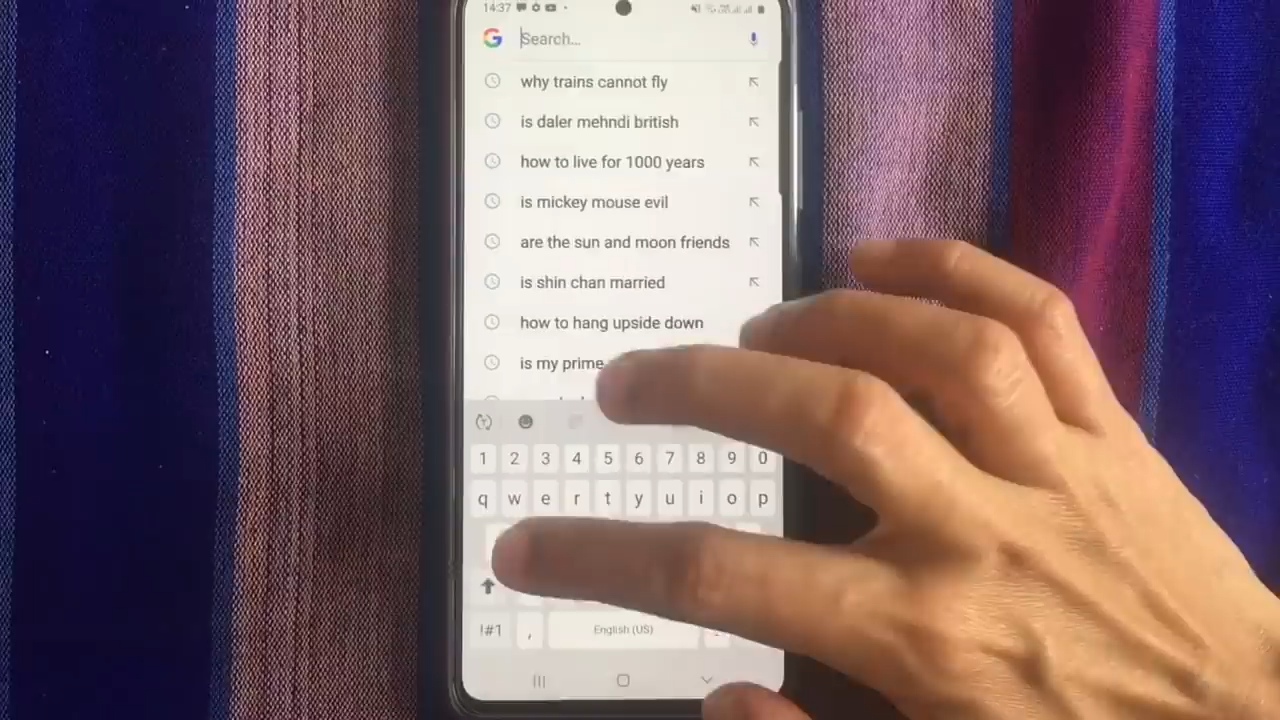 14:37
Search...
why trains cannot fly
is daler mehndi british
how to live for 1000 years
is mickey mouse evil
are the sun and moon friends
is shin chan married
how to hang upside down
is my prime
1 2 3 4 5 6 7 8 9 0
q w e r t y u i o p
!#1 , English (US)